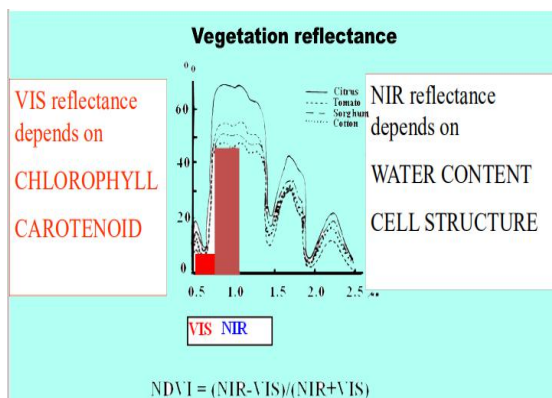 Vegetation reflectance
VIS reflectance
depends on
CHLOROPHYLL
CAROTENOID
%
60
40
20
0
Citrus
Tomato
Sorghum
Cotton
NIR reflectance
depends on
WATER CONTENT
CELL STRUCTURE
0.5 1.0 1.5 2.0 2.5
VIS NIR
NDVI = (NIR-VIS)/(NIR+VIS)